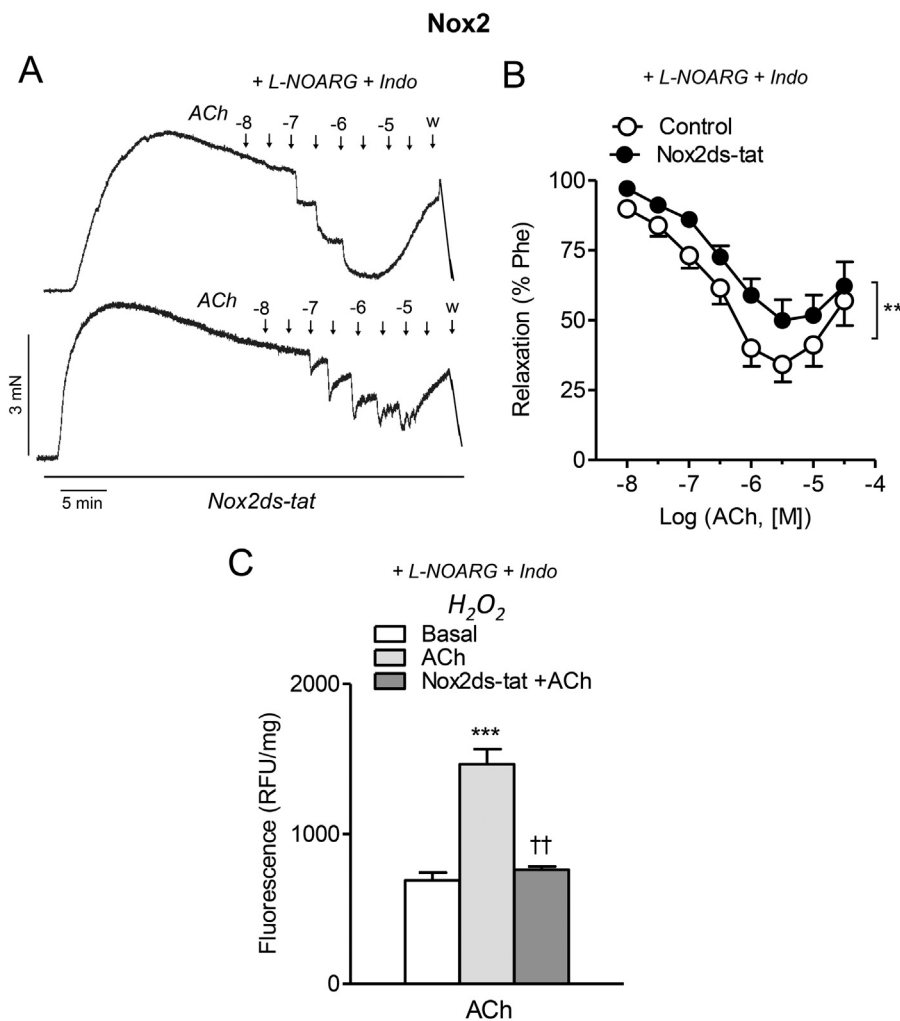 Nox2
A
+ L-NOARG + Indo
ACh -8 -7 -6 -5 w
ACh -8 -7 -6 -5 w
3 mN
5 min
Nox2ds-tat
B
+ L-NOARG + Indo
Control
Nox2ds-tat
100
75
50
25
0
Relaxation (% Phe)
**
-8 -7 -6 -5 -4
Log (ACh, [M])
C
+ L-NOARG + Indo
H₂O₂
Basal
ACh
Nox2ds-tat +ACh
2000
1000
0
Fluorescence (RFU/mg)
***
††
ACh